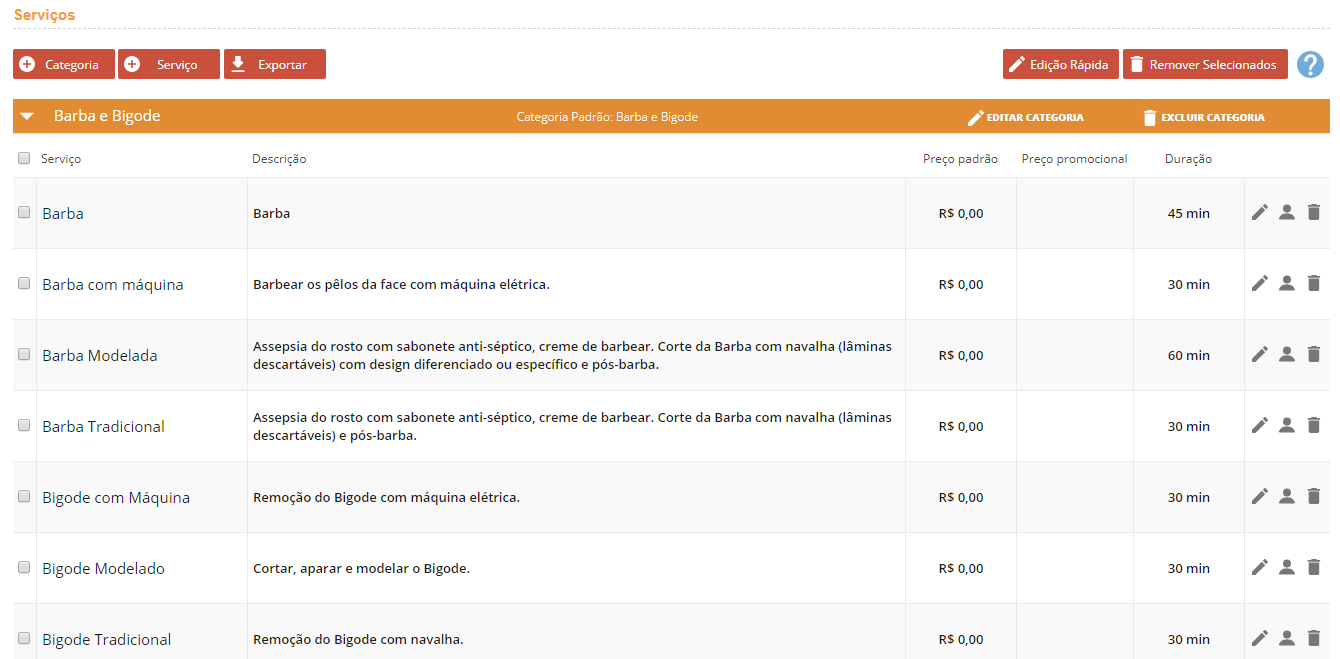 Serviços
Categoria Serviço Exportar Edição Rápida Remover Selecionados ?
Barba e Bigode Categoria Padrão: Barba e Bigode EDITAR CATEGORIA EXCLUIR CATEGORIA
Serviço Descrição Preço padrão Preço promocional Duração
Barba Barba R$ 0,00 45 min
Barba com máquina Barbear os pêlos da face com máquina elétrica. R$ 0,00 30 min
Barba Modelada Assepsia do rosto com sabonete anti-séptico, creme de barbear. Corte da Barba com navalha (lâminas
descartáveis) com design diferenciado ou específico e pós-barba. R$ 0,00 60 min
Barba Tradicional Assepsia do rosto com sabonete anti-séptico, creme de barbear. Corte da Barba com navalha (lâminas
descartáveis) e pós-barba. R$ 0,00 30 min
Bigode com Máquina Remoção do Bigode com máquina elétrica. R$ 0,00 30 min
Bigode Modelado Cortar, aparar e modelar o Bigode. R$ 0,00 30 min
Bigode Tradicional Remoção do Bigode com navalha. R$ 0,00 30 min